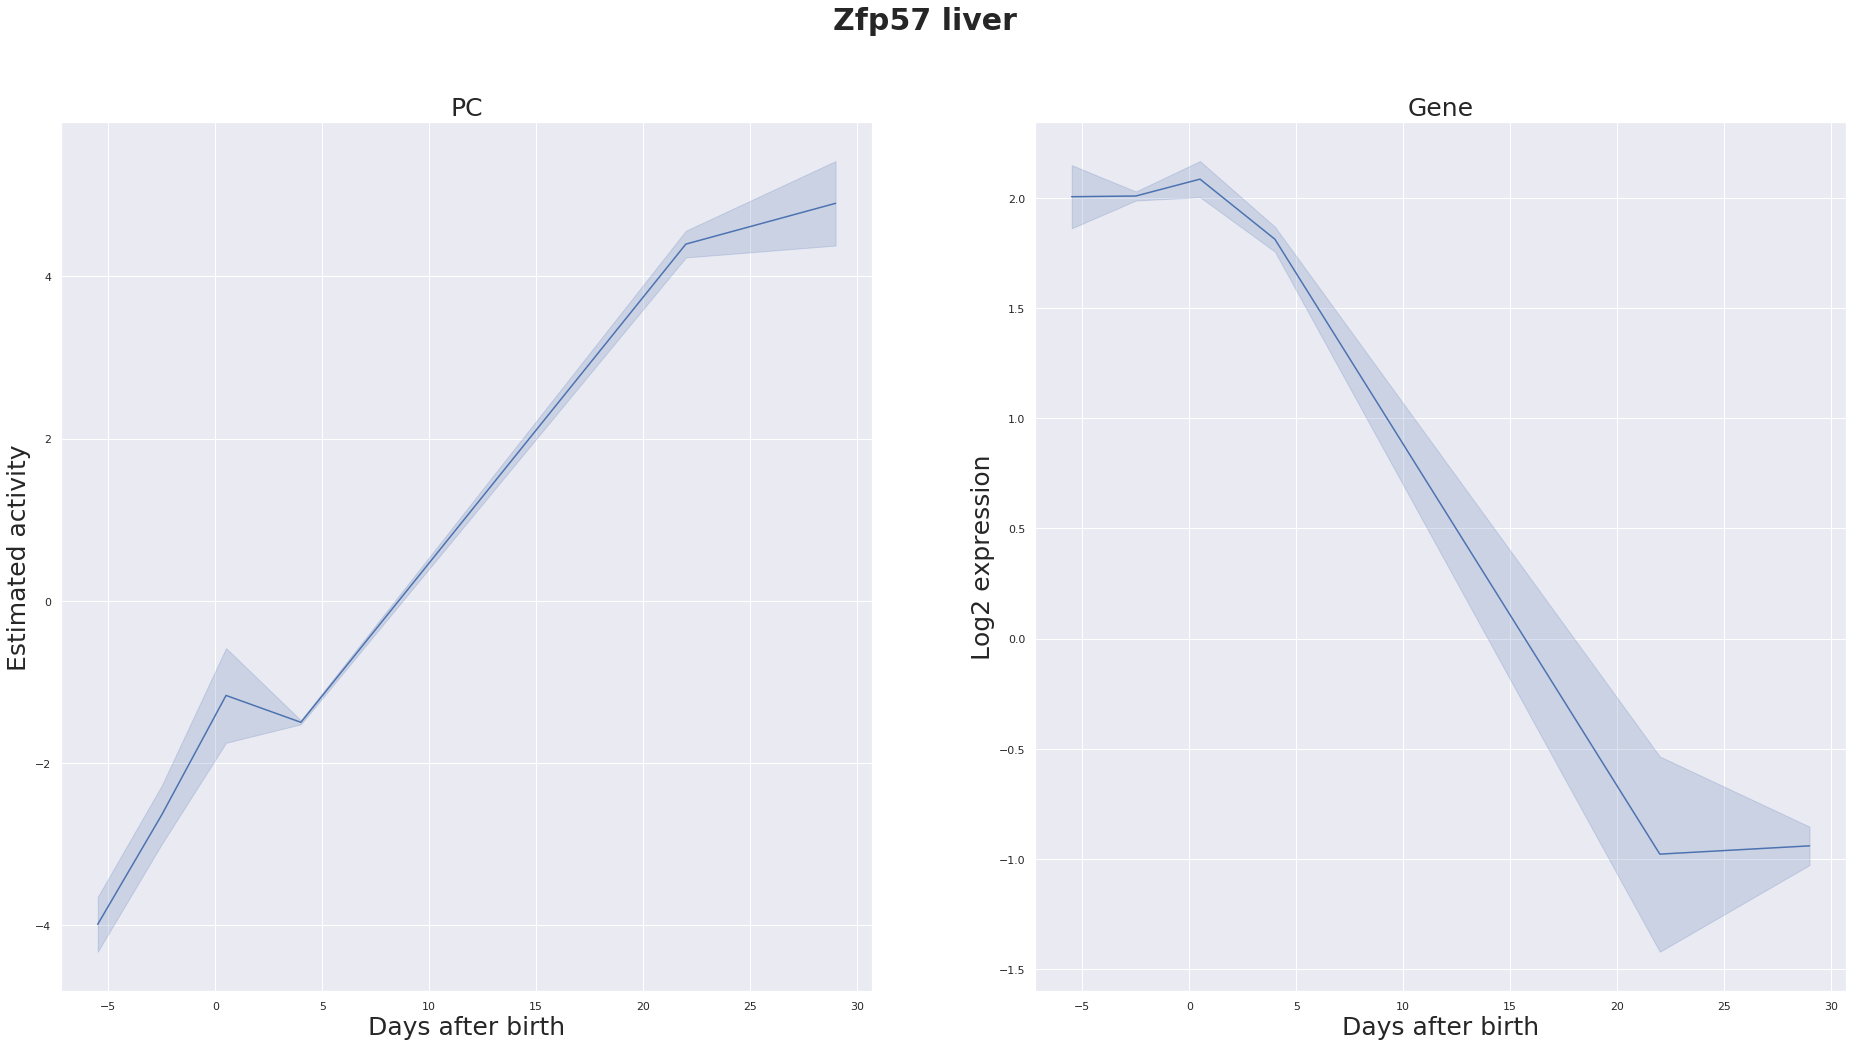 Zfp57 liver
PC
Estimated activity
4
2
0
−2
−4
−5 0 5 10 15 20 25 30
Days after birth
Gene
Log2 expression
2.0
1.5
1.0
0.5
0.0
−0.5
−1.0
−1.5
−5 0 5 10 15 20 25 30
Days after birth